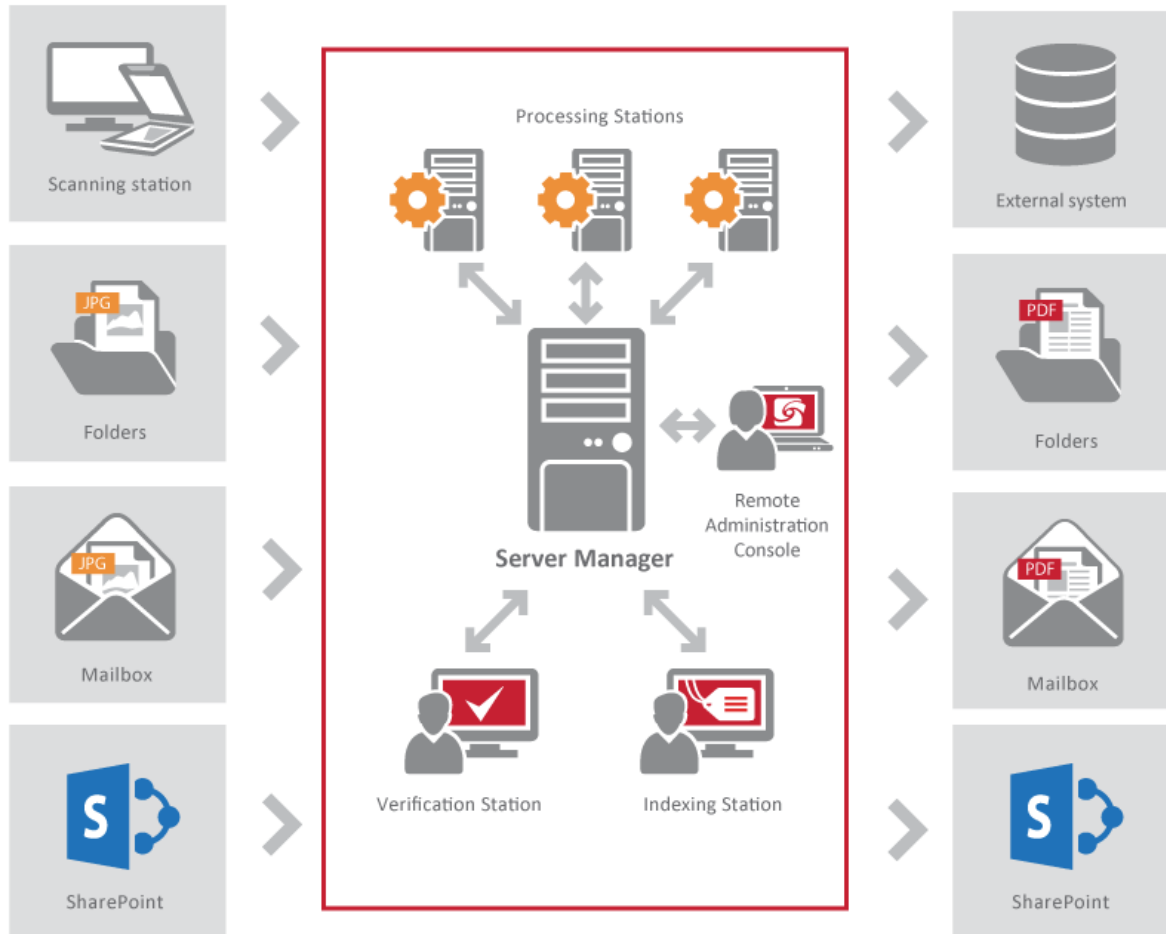 Scanning station
JPG
Folders
JPG
Mailbox
S
SharePoint
Processing Stations
Server Manager
Remote
Administration
Console
Verification Station
Indexing Station
External system
PDF
Folders
PDF
Mailbox
S
SharePoint